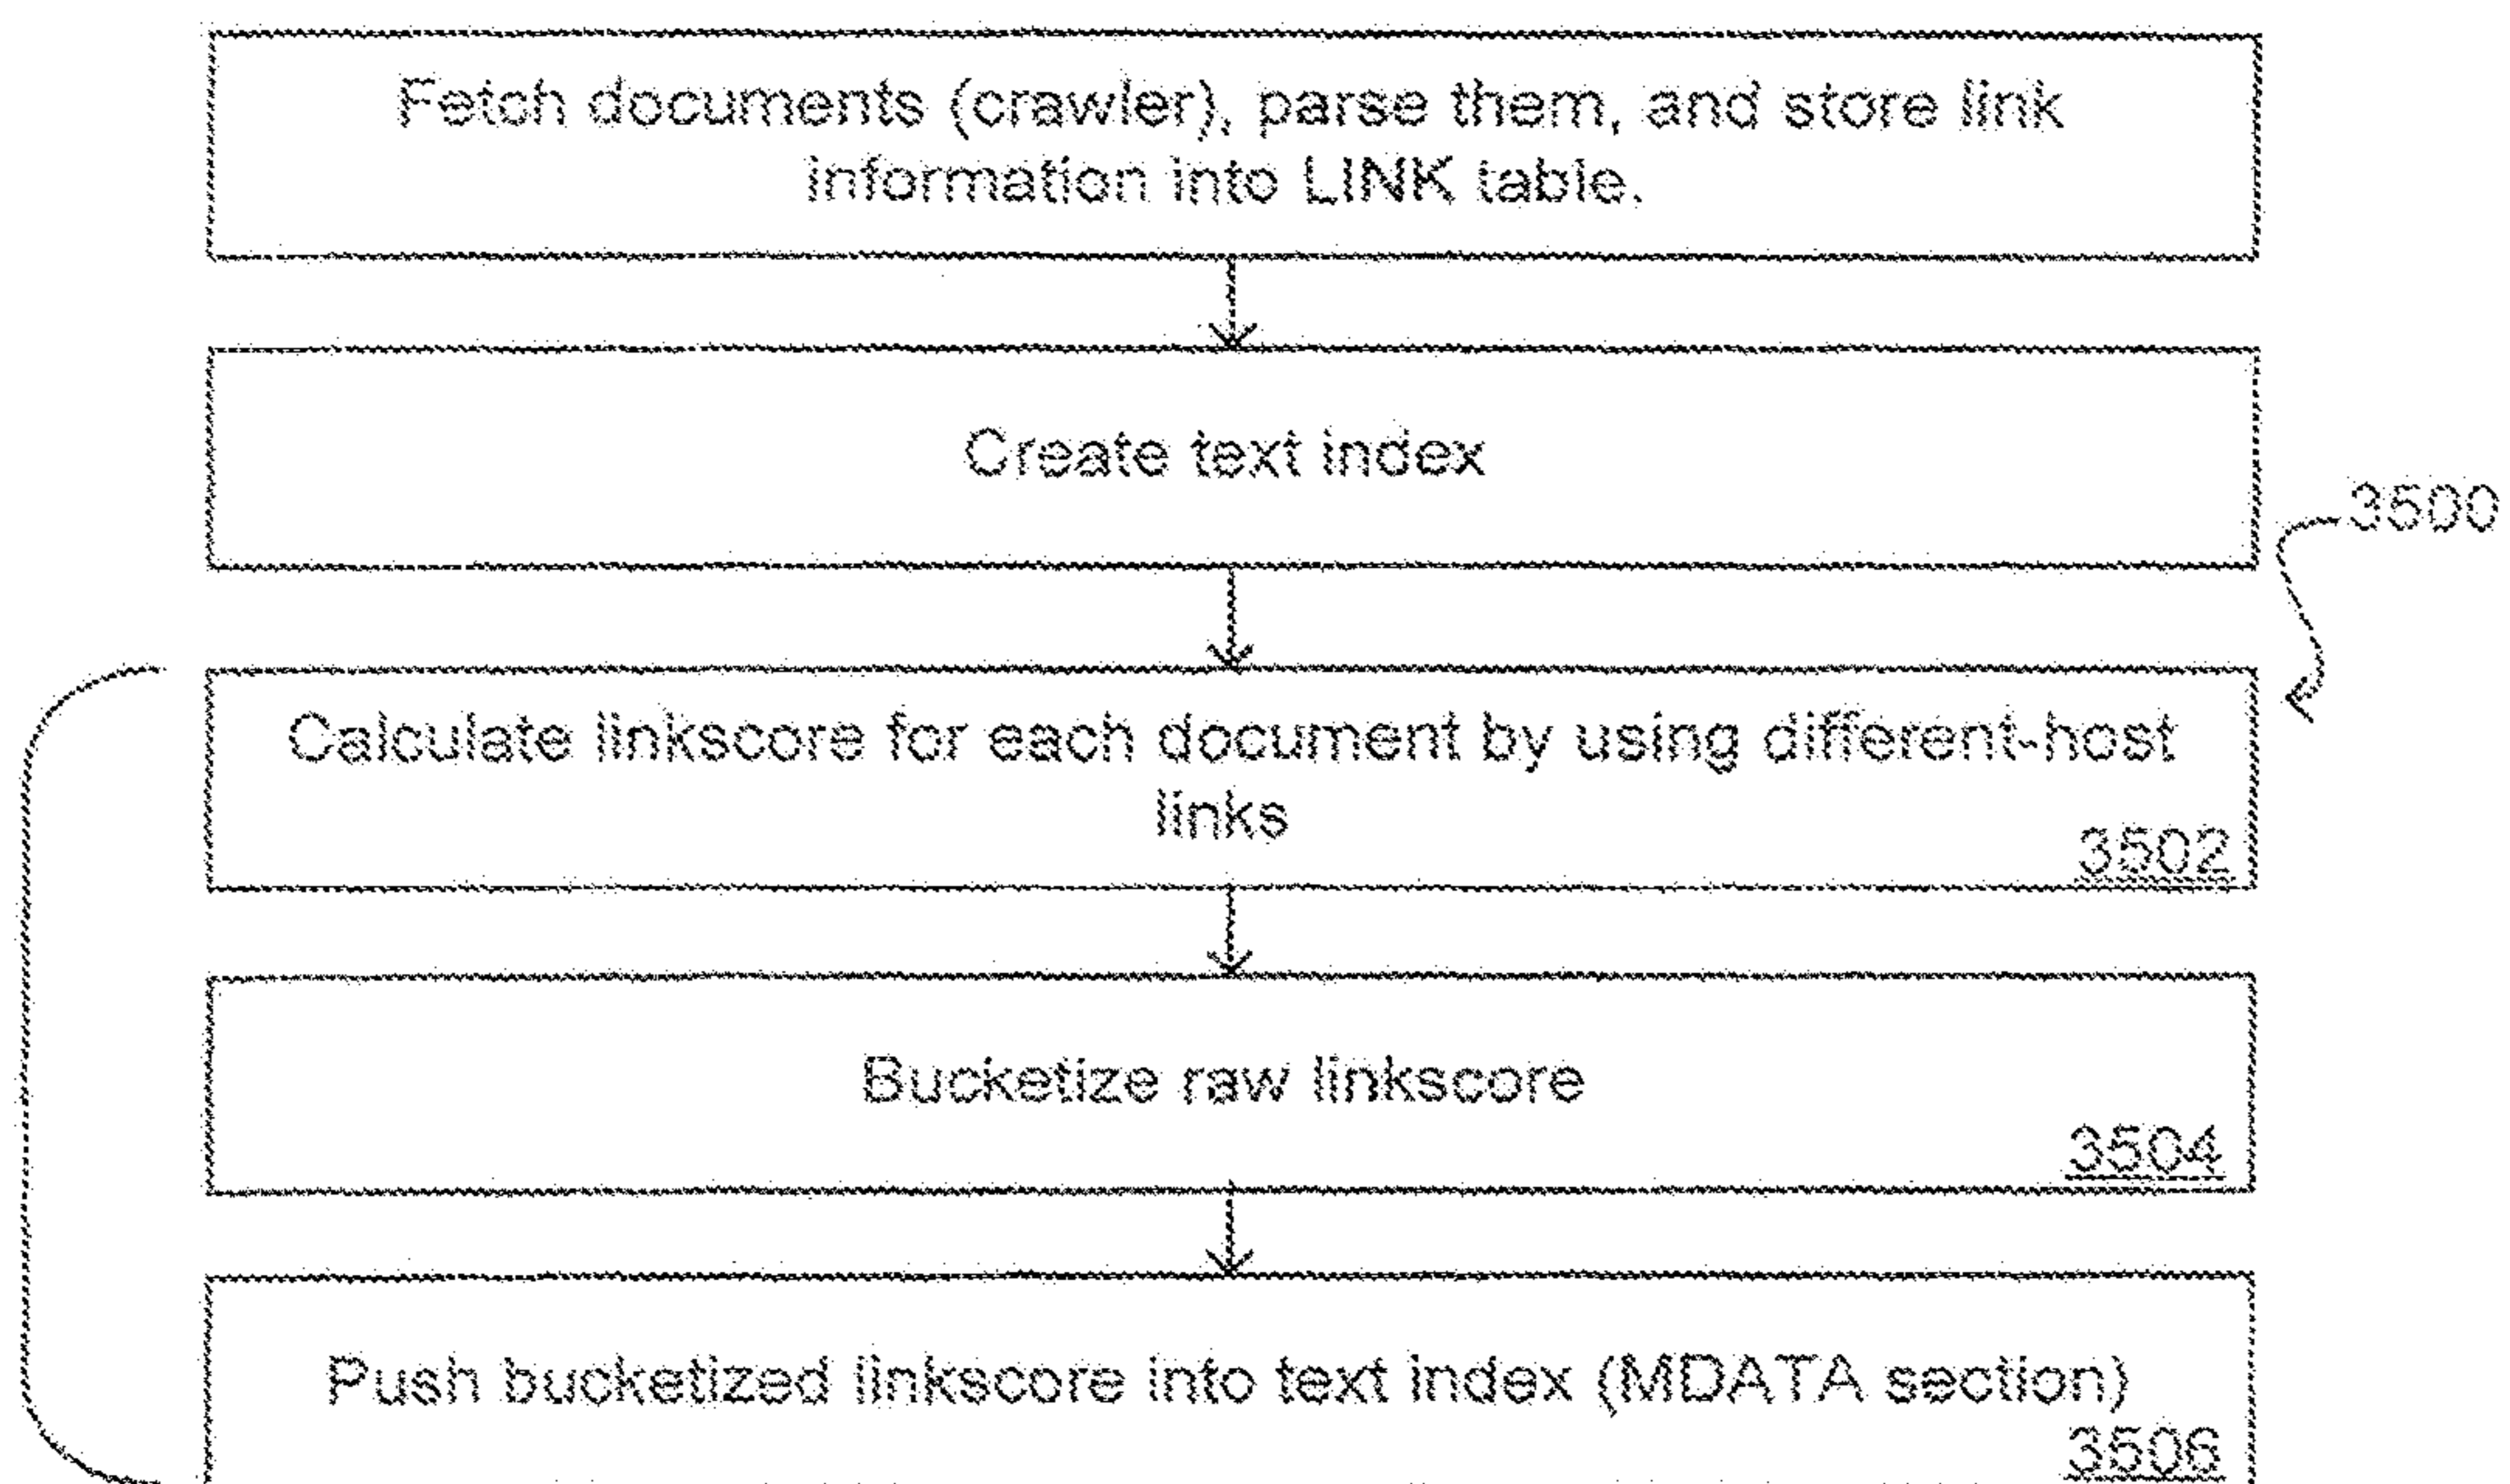 Fetch documents (crawler), parse them, and store link
information into LINK table.
Create text index
3500
Calculate linkscore for each document by using different-host
links
3502
Bucketize raw linkscore
3504
Push bucketized linkscore into text index (MDATA section)
3506